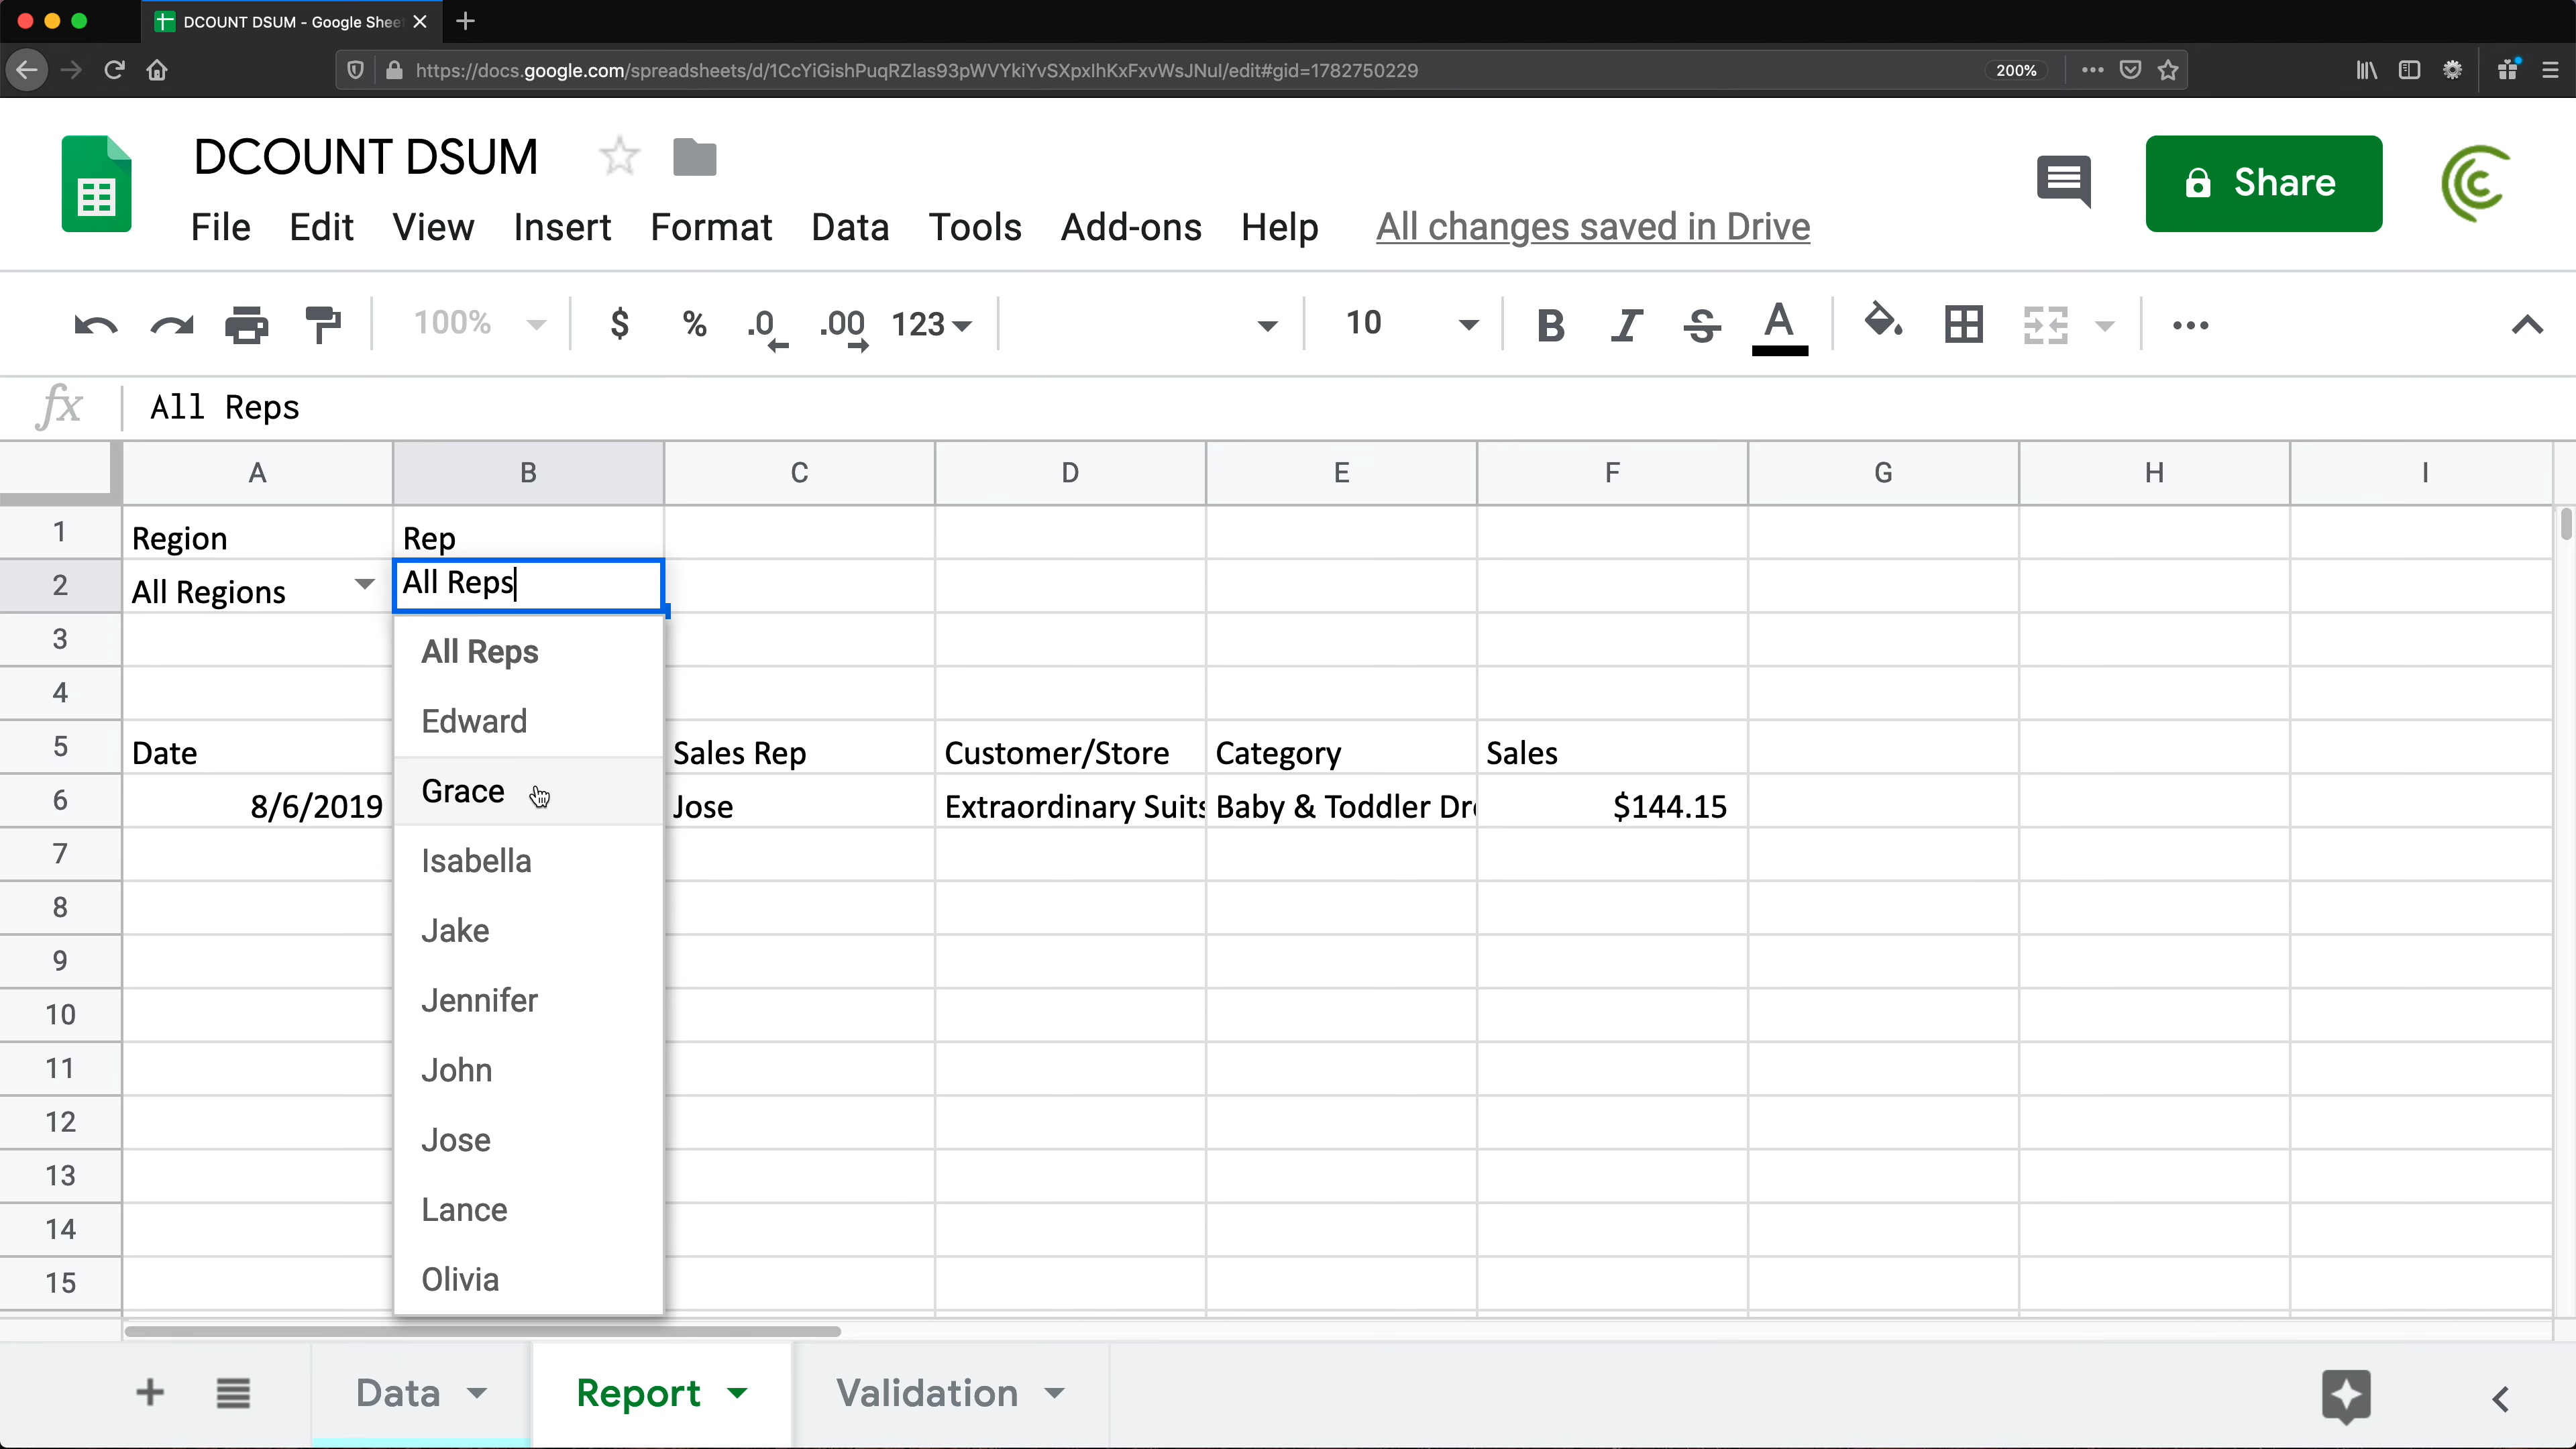 DCOUNT DSUM - Google Shee
https://docs.google.com/spreadsheets/d/1CcYiGishPuqRZlas93pWVYkiYvSXpxlhKxFxvWsJNuI/edit#gid=1782750229
200%
DCOUNT DSUM
File Edit View Insert Format Data Tools Add-ons Help All changes saved in Drive
Share
100% $ % .0 .00 123 10 B I S A
fx All Reps
A B C D E F G H I
1 Region Rep
2 All Regions All Reps
3
All Reps
4
Edward
5 Date Sales Rep Customer/Store Category Sales
6 8/6/2019 Grace Jose Extraordinary Suits Baby & Toddler Dre $144.15
7 Isabella
8
Jake
9
Jennifer
10
11 John
12
Jose
13
14 Lance
15 Olivia
Data Report Validation